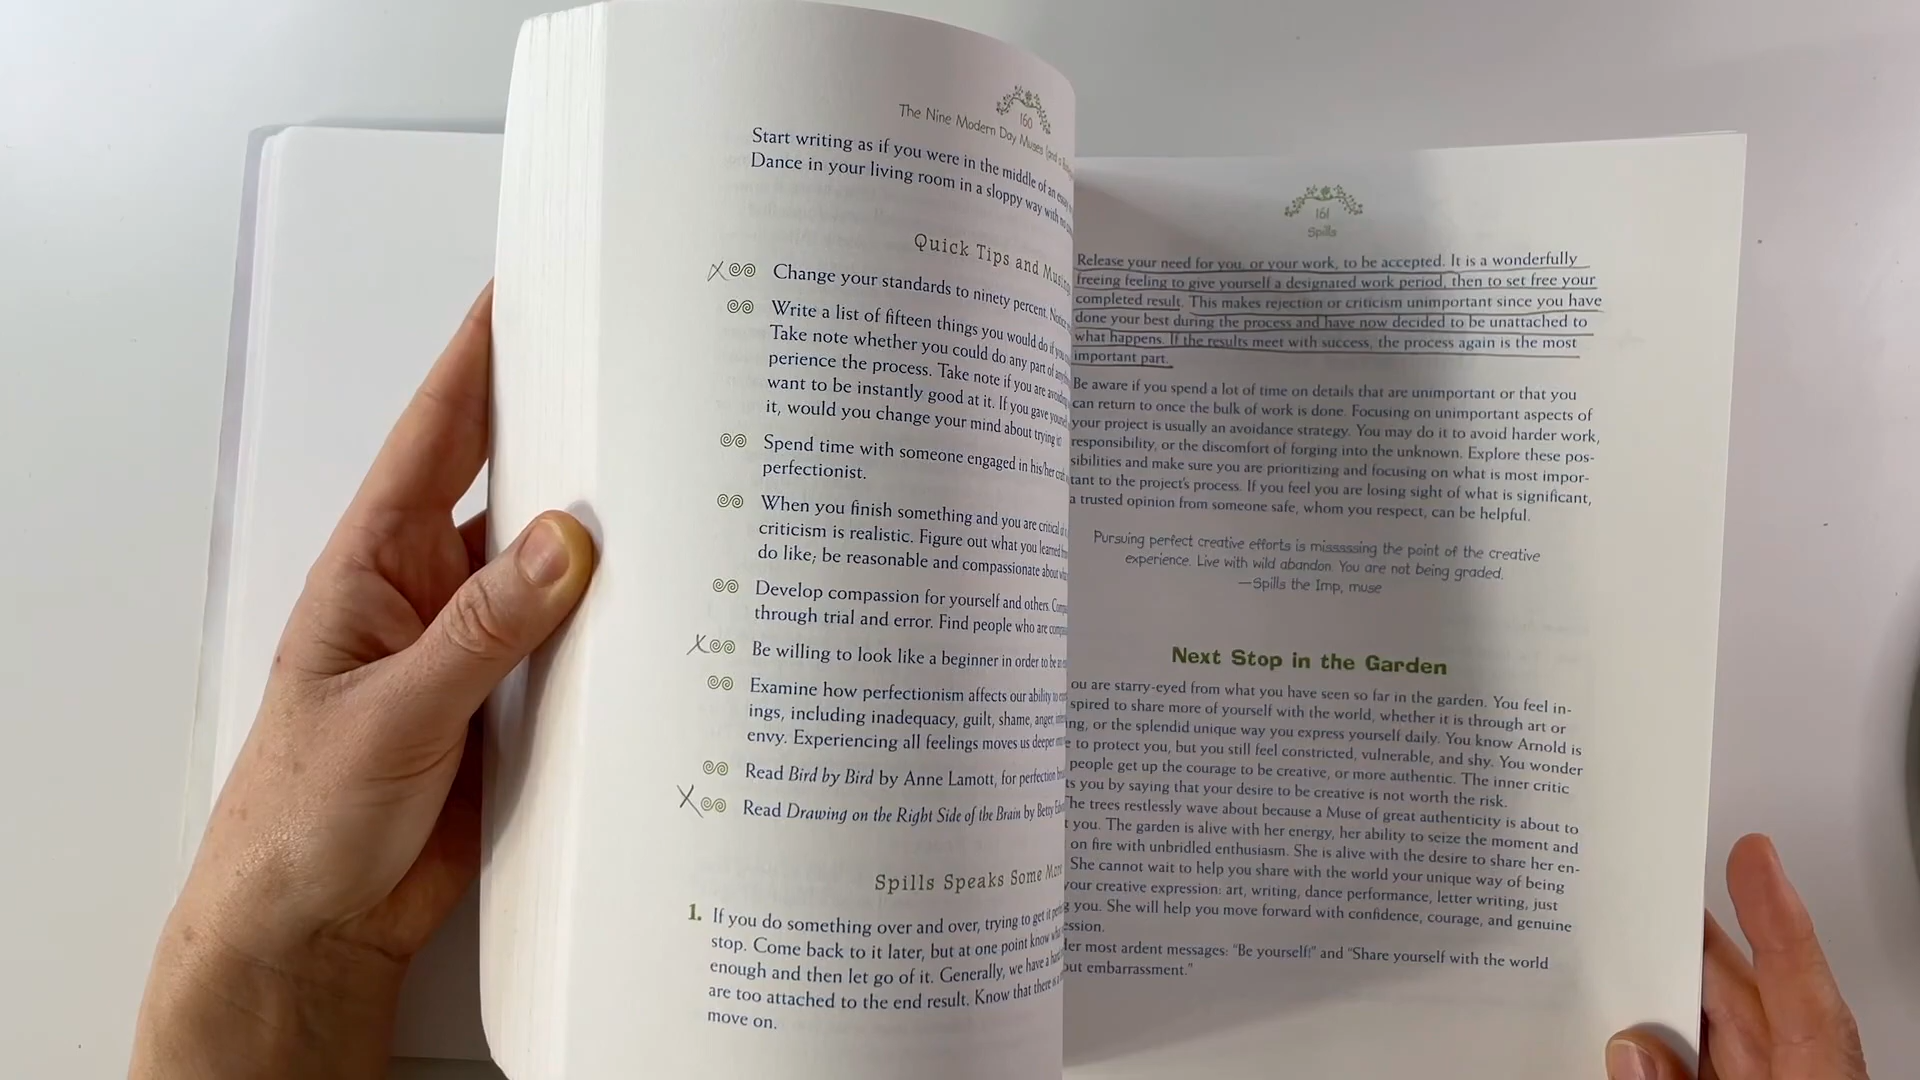 160
The Nine Modern Day Muses (and a
Start writing as if you were in the middle of an
Dance in your living room in a sloppy way with no
Quick Tips and
Change your standards to ninety percent.
Write a list of fifteen things you would do if you
Take note whether you could do any part of
perience the process. Take note if you are avoiding
want to be instantly good at it. If you gave
it, would you change your mind about trying it
Spend time with someone engaged in his/her
perfectionist.
When you finish something and you are critical
criticism is realistic. Figure out what you learned
do like; be reasonable and compassionate about
Develop compassion for yourself and others.
through trial and error. Find people who are
Be willing to look like a beginner in order to be
Examine how perfectionism affects our ability to
ings, including inadequacy, guilt, shame, anger,
envy. Experiencing all feelings moves us deeper
Read Bird by Bird by Anne Lamott, for perfection
Read Drawing on the Right Side of the Brain by Betty
Spills Speaks Some More
1. If you do something over and over, trying to get it
stop. Come back to it later, but at one point know
enough and then let go of it. Generally, we have a
are too attached to the end result. Know that there is
move on.
161
Spills
Release your need for you, or your work, to be accepted. It is a wonderfully
freeing feeling to give yourself a designated work period, then to set free your
completed result. This makes rejection or criticism unimportant since you have
done your best during the process and have now decided to be unattached to
what happens. If the results meet with success, the process again is the most
important part.
Be aware if you spend a lot of time on details that are unimportant or that you
can return to once the bulk of work is done. Focusing on unimportant aspects of
your project is usually an avoidance strategy. You may do it to avoid harder work,
responsibility, or the discomfort of forging into the unknown. Explore these pos-
sibilities and make sure you are prioritizing and focusing on what is most impor-
tant to the project's process. If you feel you are losing sight of what is significant,
a trusted opinion from someone safe, whom you respect, can be helpful.
Pursuing perfect creative efforts is misssssing the point of the creative
experience. Live with wild abandon. You are not being graded.
—Spills the Imp, muse
Next Stop in the Garden
ou are starry-eyed from what you have seen so far in the garden. You feel in-
spired to share more of yourself with the world, whether it is through art or
ng, or the splendid unique way you express yourself daily. You know Arnold is
to protect you, but you still feel constricted, vulnerable, and shy. You wonder
people get up the courage to be creative, or more authentic. The inner critic
ts you by saying that your desire to be creative is not worth the risk.
The trees restlessly wave about because a Muse of great authenticity is about to
t you. The garden is alive with her energy, her ability to seize the moment and
on fire with unbridled enthusiasm. She is alive with the desire to share her en-
She cannot wait to help you share with the world your unique way of being
your creative expression: art, writing, dance performance, letter writing, just
g you. She will help you move forward with confidence, courage, and genuine
ession.
er most ardent messages: "Be yourself!" and "Share yourself with the world
out embarrassment."